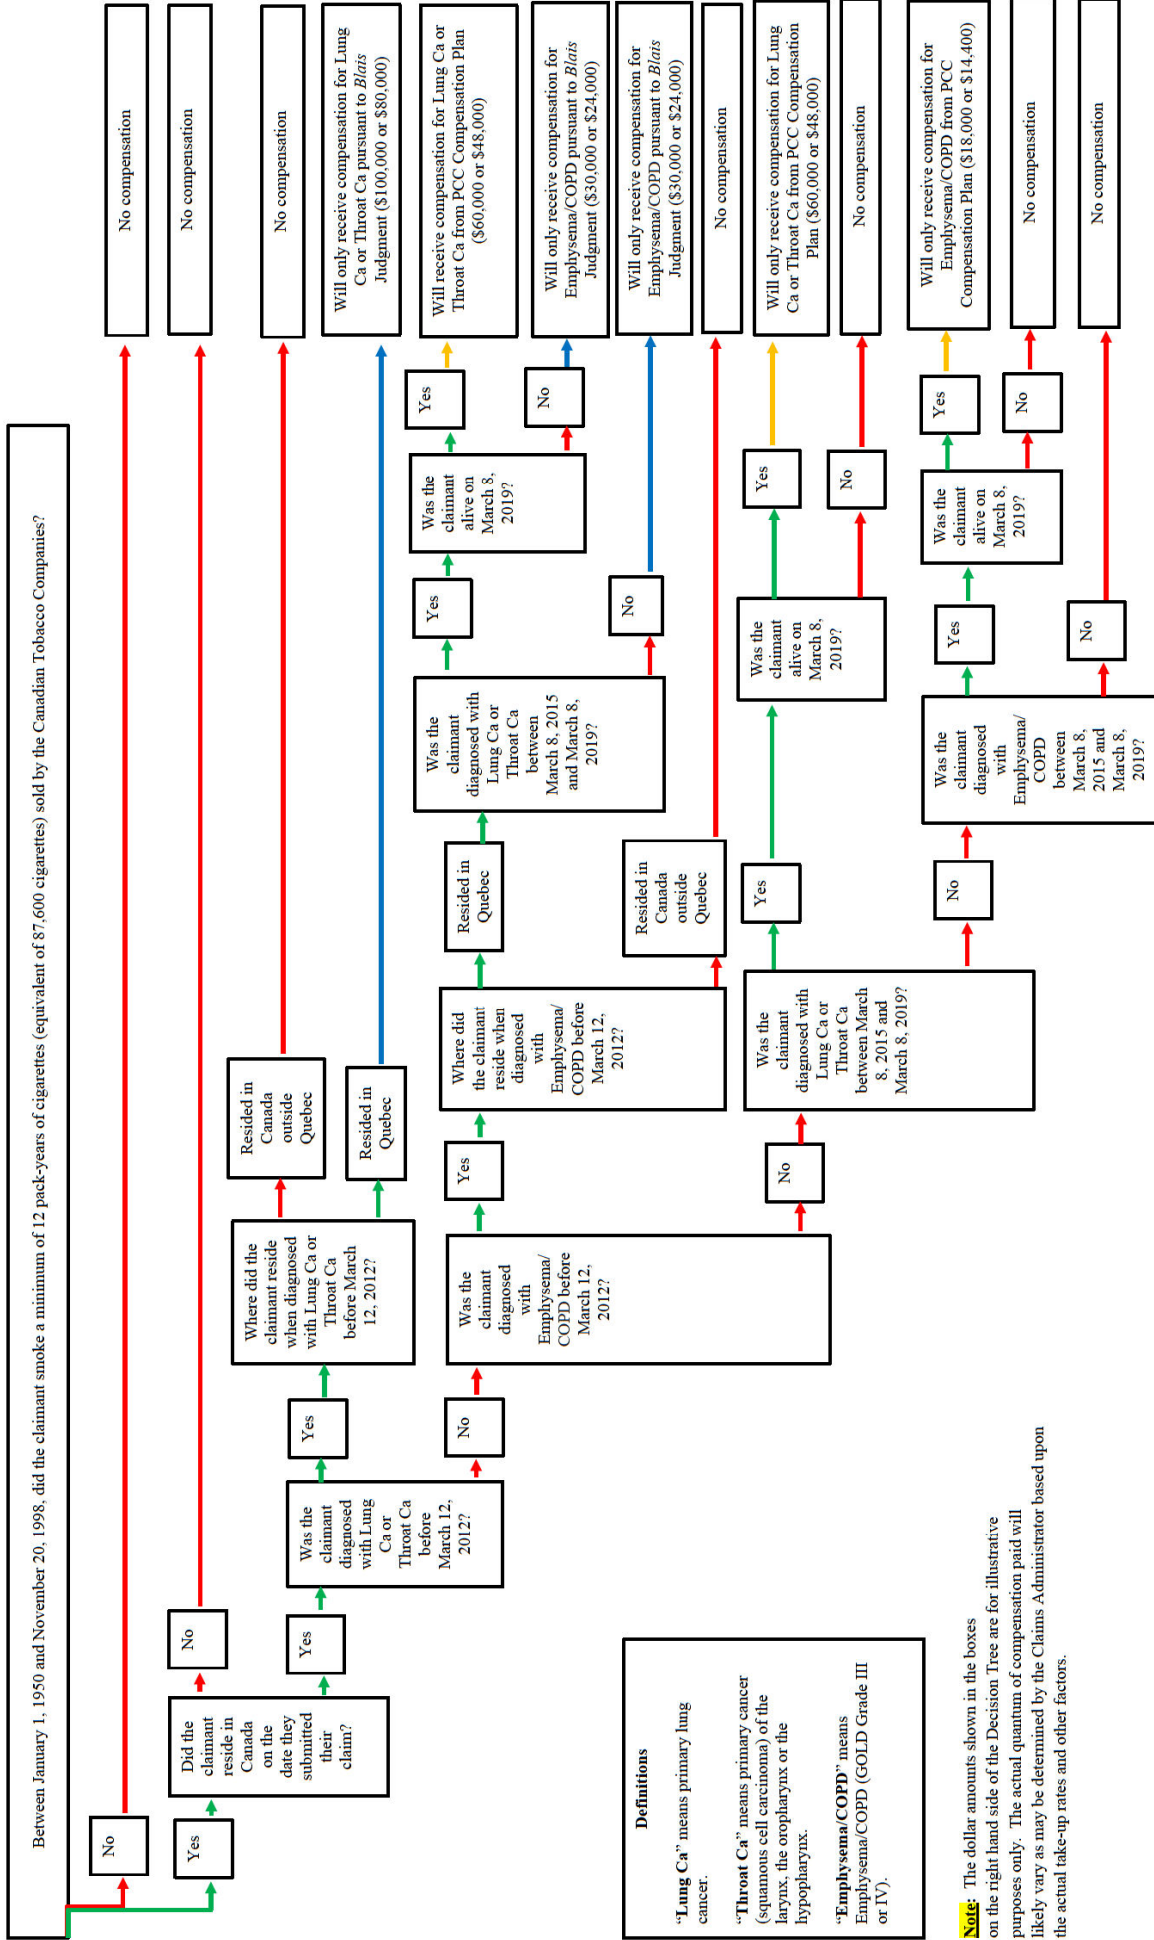 Between January 1, 1950 and November 20, 1998, did the claimant smoke a minimum of 12 pack-years of cigarettes (equivalent of 87,600 cigarettes) sold by the Canadian Tobacco Companies?
No
No compensation
Yes
Did the
claimant
reside in
Canada
on the
date they
submitted
their
claim?
No
No compensation
Yes
Was the
claimant
diagnosed
with Lung
Ca or
Throat Ca
before
March 12,
2012?
Yes
Where did the
claimant reside
when diagnosed
with Lung Ca or
Throat Ca
before March
12, 2012?
Resided in
Canada
outside
Quebec
No compensation
Resided in
Quebec
Will only receive compensation for Lung
Ca or Throat Ca pursuant to Blais
Judgment ($100,000 or $80,000)
No
Was the
claimant
diagnosed
with
Emphysema/
COPD before
March 12,
2012?
Yes
Where did
the claimant
reside when
diagnosed
with
Emphysema/
COPD before
March 12,
2012?
Resided in
Quebec
Was the
claimant
diagnosed with
Lung Ca or
Throat Ca
between
March 8, 2015
and March 8,
2019?
Yes
Was the
claimant
alive on
March 8,
2019?
Yes
Will receive compensation for Lung Ca or
Throat Ca from PCC Compensation Plan
($60,000 or $48,000)
No
Will only receive compensation for
Emphysema/COPD pursuant to Blais
Judgment ($30,000 or $24,000)
No
Will only receive compensation for
Emphysema/COPD pursuant to Blais
Judgment ($30,000 or $24,000)
Resided in
Canada
outside
Quebec
No compensation
No
Was the
claimant
diagnosed with
Lung Ca or
Throat Ca
between March
8, 2015 and
March 8, 2019?
Yes
Was the
claimant
alive on
March 8,
2019?
Yes
Will only receive compensation for Lung
Ca or Throat Ca from PCC Compensation
Plan ($60,000 or $48,000)
No
No compensation
No
Was the
claimant
diagnosed
with
Emphysema/
COPD
between
March 8,
2015 and
March 8,
2019?
Yes
Was the
claimant
alive on
March 8,
2019?
Yes
Will only receive compensation for
Emphysema/COPD from PCC
Compensation Plan ($18,000 or $14,400)
No
No compensation
No
No compensation
Definitions
“Lung Ca” means primary lung
cancer.
“Throat Ca” means primary cancer
(squamous cell carcinoma) of the
larynx, the oropharynx or the
hypopharynx.
“Emphysema/COPD” means
Emphysema/COPD (GOLD Grade III
or IV).
Note: The dollar amounts shown in the boxes
on the right hand side of the Decision Tree are for illustrative
purposes only. The actual quantum of compensation paid will
likely vary as may be determined by the Claims Administrator based upon
the actual take-up rates and other factors.